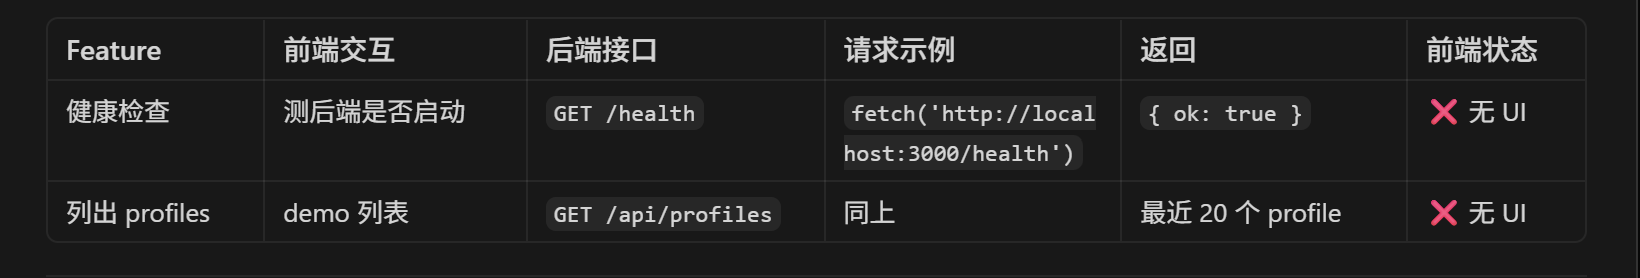 Feature 前端交互 后端接口 请求示例 返回 前端状态
健康检查 测后端是否启动 GET /health fetch('http://local { ok: true } ❌ 无 UI
host:3000/health')
列出 profiles demo 列表 GET /api/profiles 同上 最近 20 个 profile ❌ 无 UI